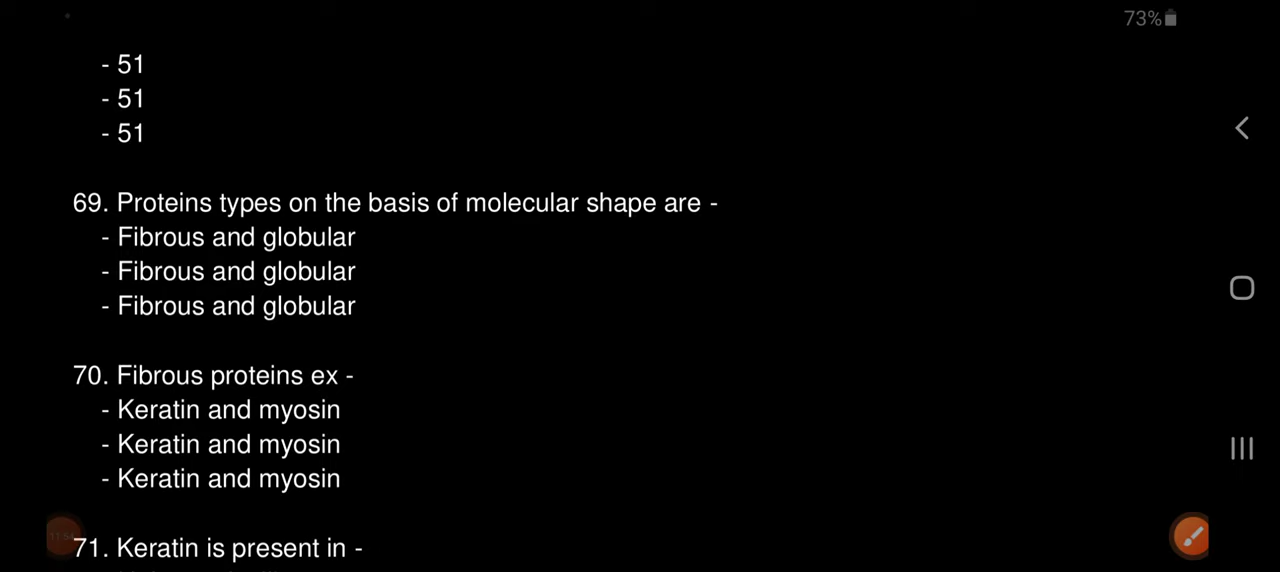 73%
- 51
- 51
- 51
69. Proteins types on the basis of molecular shape are -
- Fibrous and globular
- Fibrous and globular
- Fibrous and globular
70. Fibrous proteins ex -
- Keratin and myosin
- Keratin and myosin
- Keratin and myosin
71. Keratin is present in -